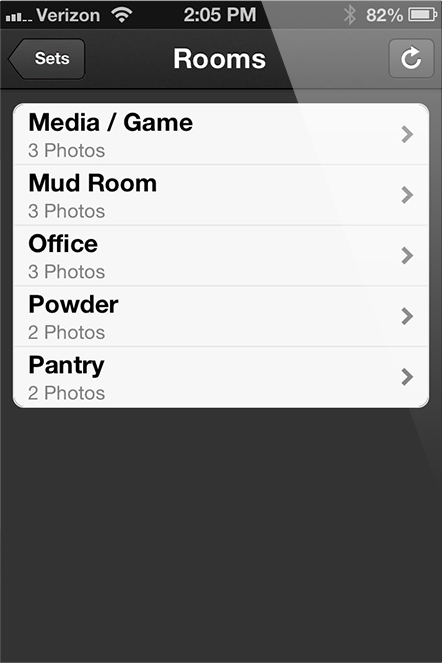 Verizon 2:05 PM 82%
Sets Rooms
Media / Game
3 Photos
Mud Room
3 Photos
Office
3 Photos
Powder
2 Photos
Pantry
2 Photos